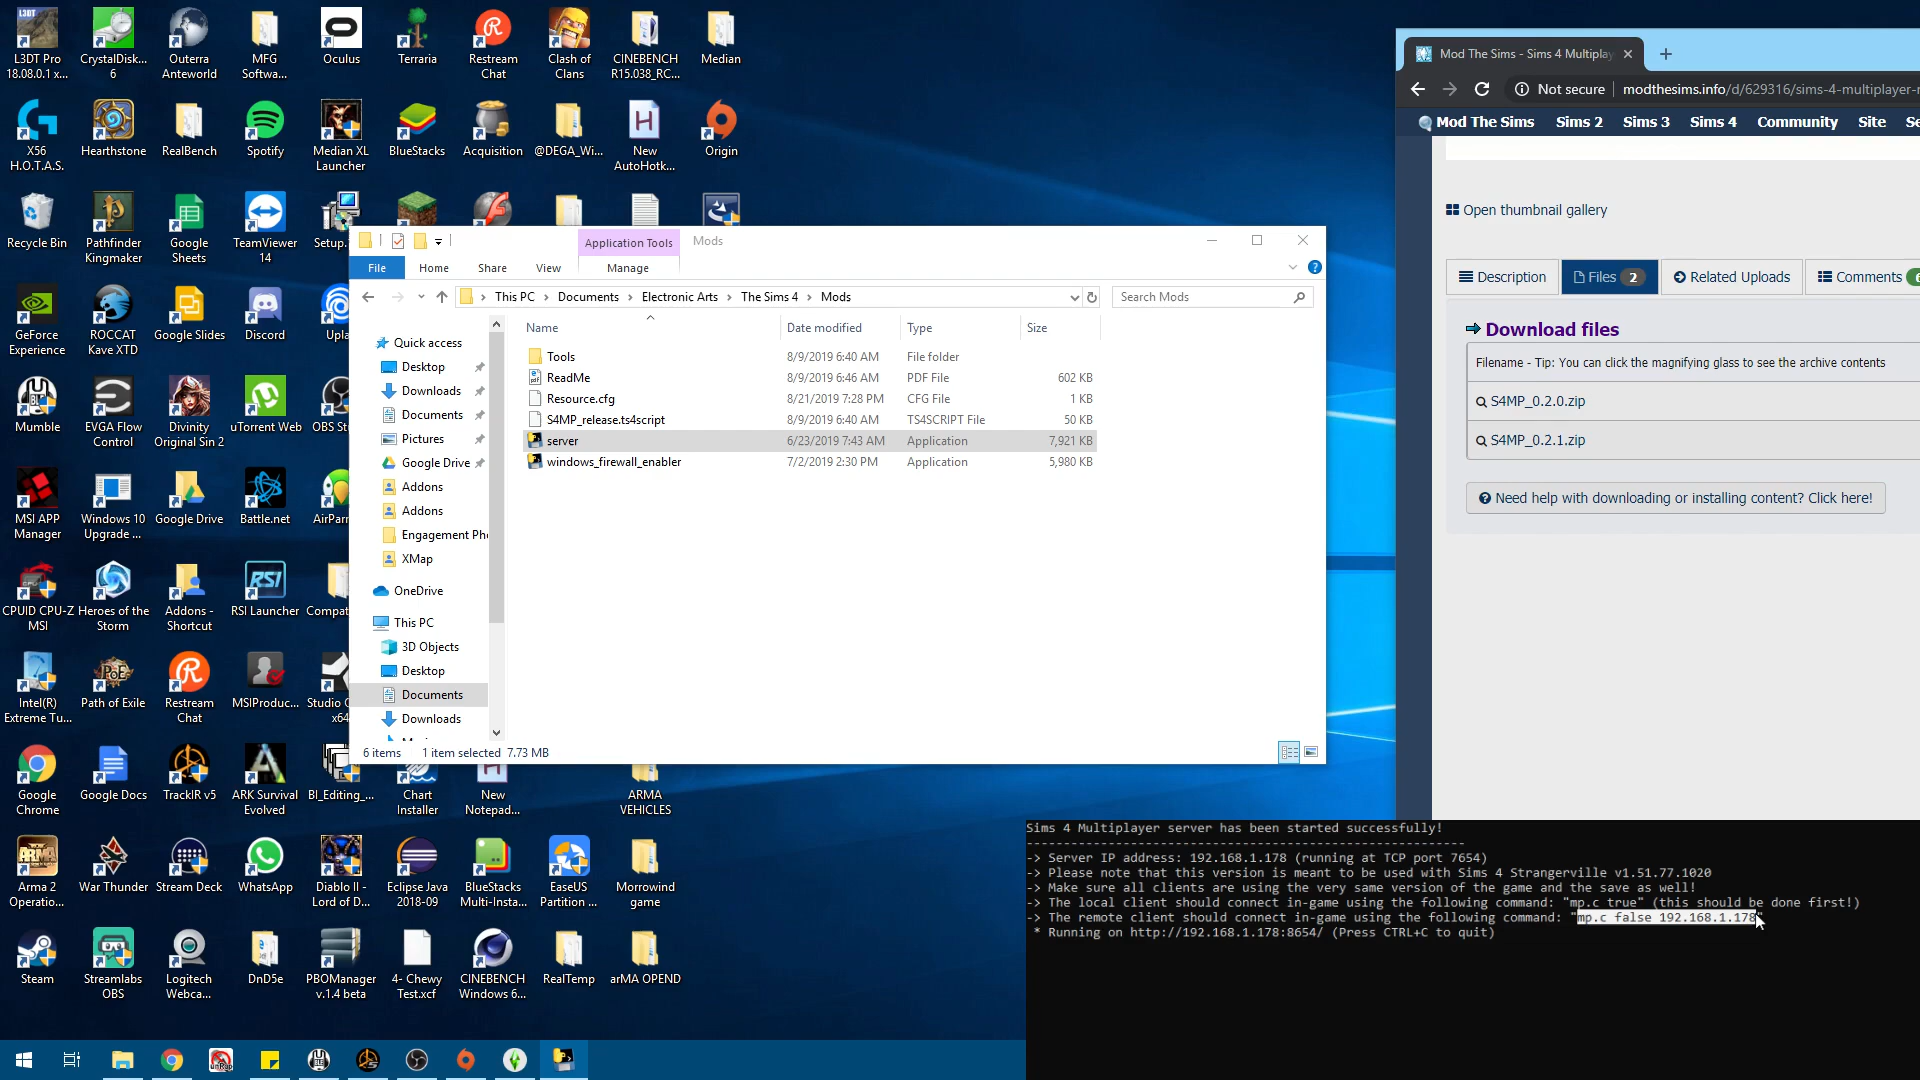 L3DT Pro
18.08.0.1 x...
CrystalDisk...
6
Outerra
Anteworld
MFG
Softwa...
Oculus
Terraria
Restream
Chat
Clash of
Clans
CINEBENCH
R15.038_RC...
Median
X56
H.O.T.A.S.
Hearthstone
RealBench
Spotify
Median XL
Launcher
BlueStacks
Acquisition
@DEGA_Wi...
New
AutoHotk...
Origin
Recycle Bin
Pathfinder
Kingmaker
Google
Sheets
TeamViewer
14
Setup.
GeForce
Experience
ROCCAT
Kave XTD
Google Slides
Discord
Upla
Mumble
EVGA Flow
Control
Divinity
Original Sin 2
uTorrent Web
OBS St
MSI APP
Manager
Windows 10
Upgrade ...
Google Drive
Battle.net
AirParr
CPUID CPU-Z
MSI
Heroes of the
Storm
Addons -
Shortcut
RSI Launcher
Compat
Intel(R)
Extreme Tu...
Path of Exile
Restream
Chat
MSIProduc...
Studio
x64
Google
Chrome
Google Docs
TrackIR v5
ARK Survival
Evolved
BI_Editing_...
Chart
Installer
New
Notepad...
ARMA
VEHICLES
Arma 2
Operatio...
War Thunder
Stream Deck
WhatsApp
Diablo II -
Lord of D...
Eclipse Java
2018-09
BlueStacks
Multi-Insta...
EaseUS
Partition ...
Morrowind
game
Steam
Streamlabs
OBS
Logitech
Webca...
DnD5e
PBOManager
v.1.4 beta
4- Chewy
Test.xcf
CINEBENCH
Windows 6...
RealTemp
arMA OPEND
Application Tools
Mods
File
Home
Share
View
Manage
This PC > Documents > Electronic Arts > The Sims 4 > Mods
Search Mods
Name
Date modified
Type
Size
Tools 8/9/2019 6:40 AM File folder
ReadMe 8/9/2019 6:46 AM PDF File 602 KB
Resource.cfg 8/21/2019 7:28 PM CFG File 1 KB
S4MP_release.ts4script 8/9/2019 6:40 AM TS4SCRIPT File 50 KB
server 6/23/2019 7:43 AM Application 7,921 KB
windows_firewall_enabler 7/2/2019 2:30 PM Application 5,980 KB
Quick access
Desktop
Downloads
Documents
Pictures
Google Drive
Addons
Addons
Engagement Ph
XMap
OneDrive
This PC
3D Objects
Desktop
Documents
Downloads
6 items 1 item selected 7.73 MB
Mod The Sims - Sims 4 Multipla
Not secure | modthesims.info/d/629316/sims-4-multiplayer-
Mod The Sims
Sims 2
Sims 3
Sims 4
Community
Site
Se
Open thumbnail gallery
Description
Files 2
Related Uploads
Comments
Download files
Filename - Tip: You can click the magnifying glass to see the archive contents
S4MP_0.2.0.zip
S4MP_0.2.1.zip
Need help with downloading or installing content? Click here!
Sims 4 Multiplayer server has been started successfully!
-> Server IP address: 192.168.1.178 (running at TCP port 7654)
-> Please note that this version is meant to be used with Sims 4 Strangerville v1.51.77.1020
-> Make sure all clients are using the very same version of the game and the save as well!
-> The local client should connect in-game using the following command: "mp.c true" (this should be done first!)
-> The remote client should connect in-game using the following command: "mp.c false 192.168.1.178"
* Running on http://192.168.1.178:8654/ (Press CTRL+C to quit)